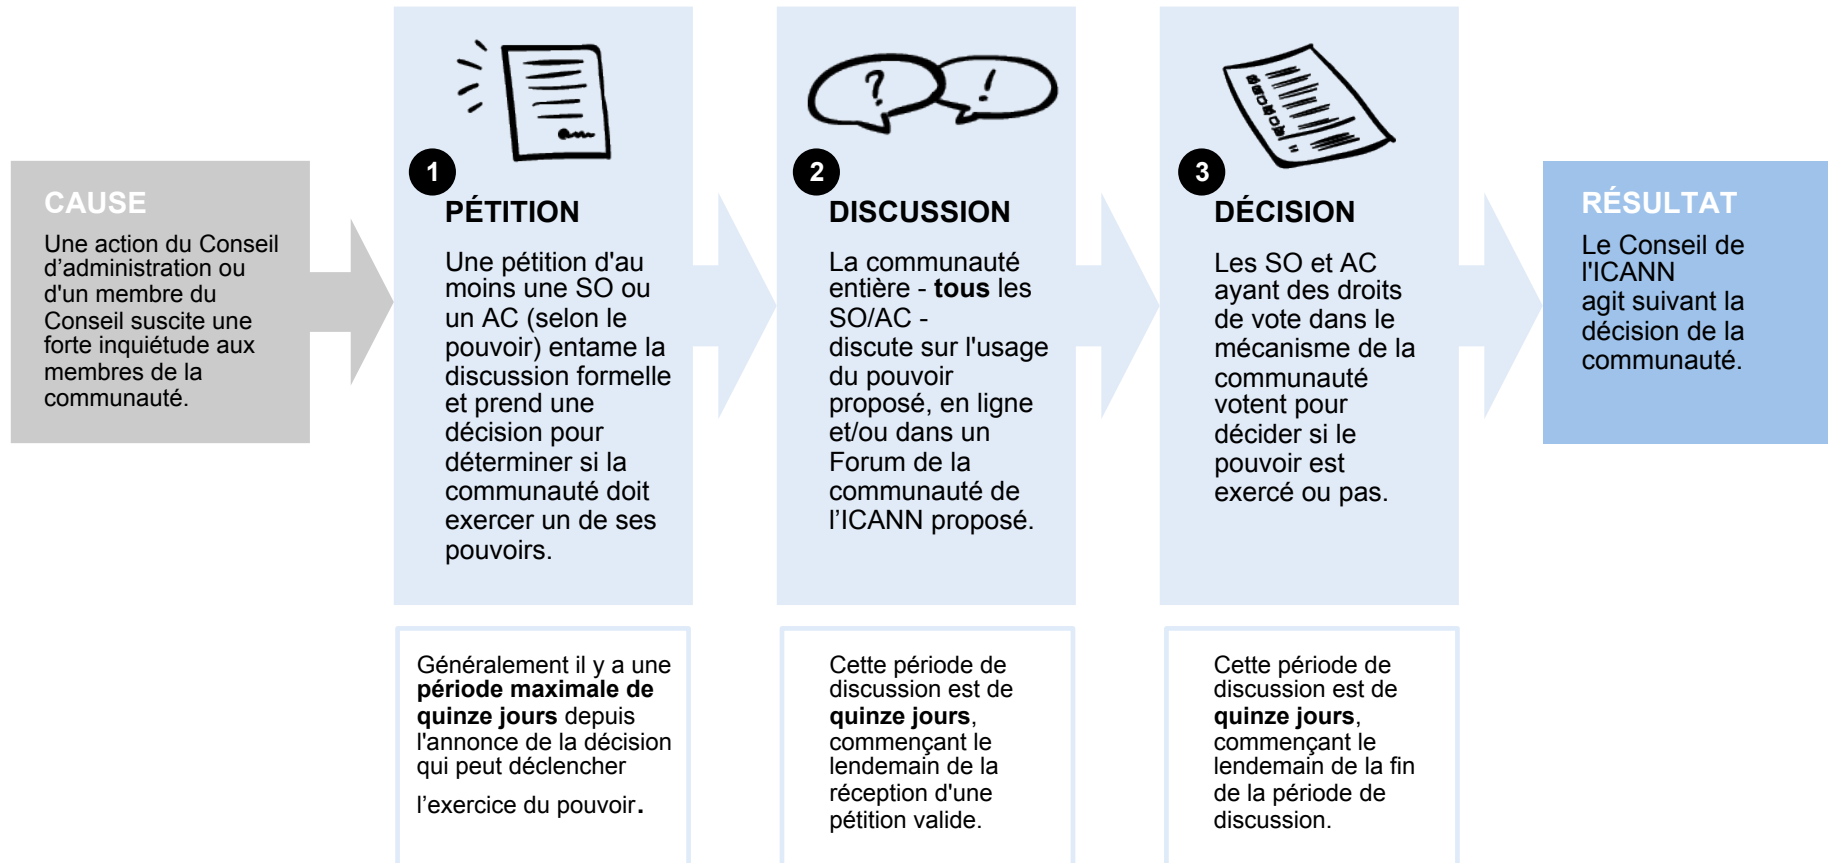 CAUSE
Une action du Conseil
d’administration ou
d'un membre du
Conseil suscite une
forte inquiétude aux
membres de la
communauté.
1
PÉTITION
Une pétition d'au
moins une SO ou
un AC (selon le
pouvoir) entame la
discussion formelle
et prend une
décision pour
déterminer si la
communauté doit
exercer un de ses
pouvoirs.
Généralement il y a une
période maximale de
quinze jours depuis
l'annonce de la décision
qui peut déclencher
l’exercice du pouvoir.
?
!
2
DISCUSSION
La communauté
entière - tous les
SO/AC -
discute sur l'usage
du pouvoir
proposé, en ligne
et/ou dans un
Forum de la
communauté de
l’ICANN proposé.
Cette période de
discussion est de
quinze jours,
commençant le
lendemain de la
réception d'une
pétition valide.
3
DÉCISION
Les SO et AC
ayant des droits
de vote dans le
mécanisme de la
communauté
votent pour
décider si le
pouvoir est
exercé ou pas.
Cette période de
discussion est de
quinze jours,
commençant le
lendemain de la fin
de la période de
discussion.
RÉSULTAT
Le Conseil de
l'ICANN
agit suivant la
décision de la
communauté.